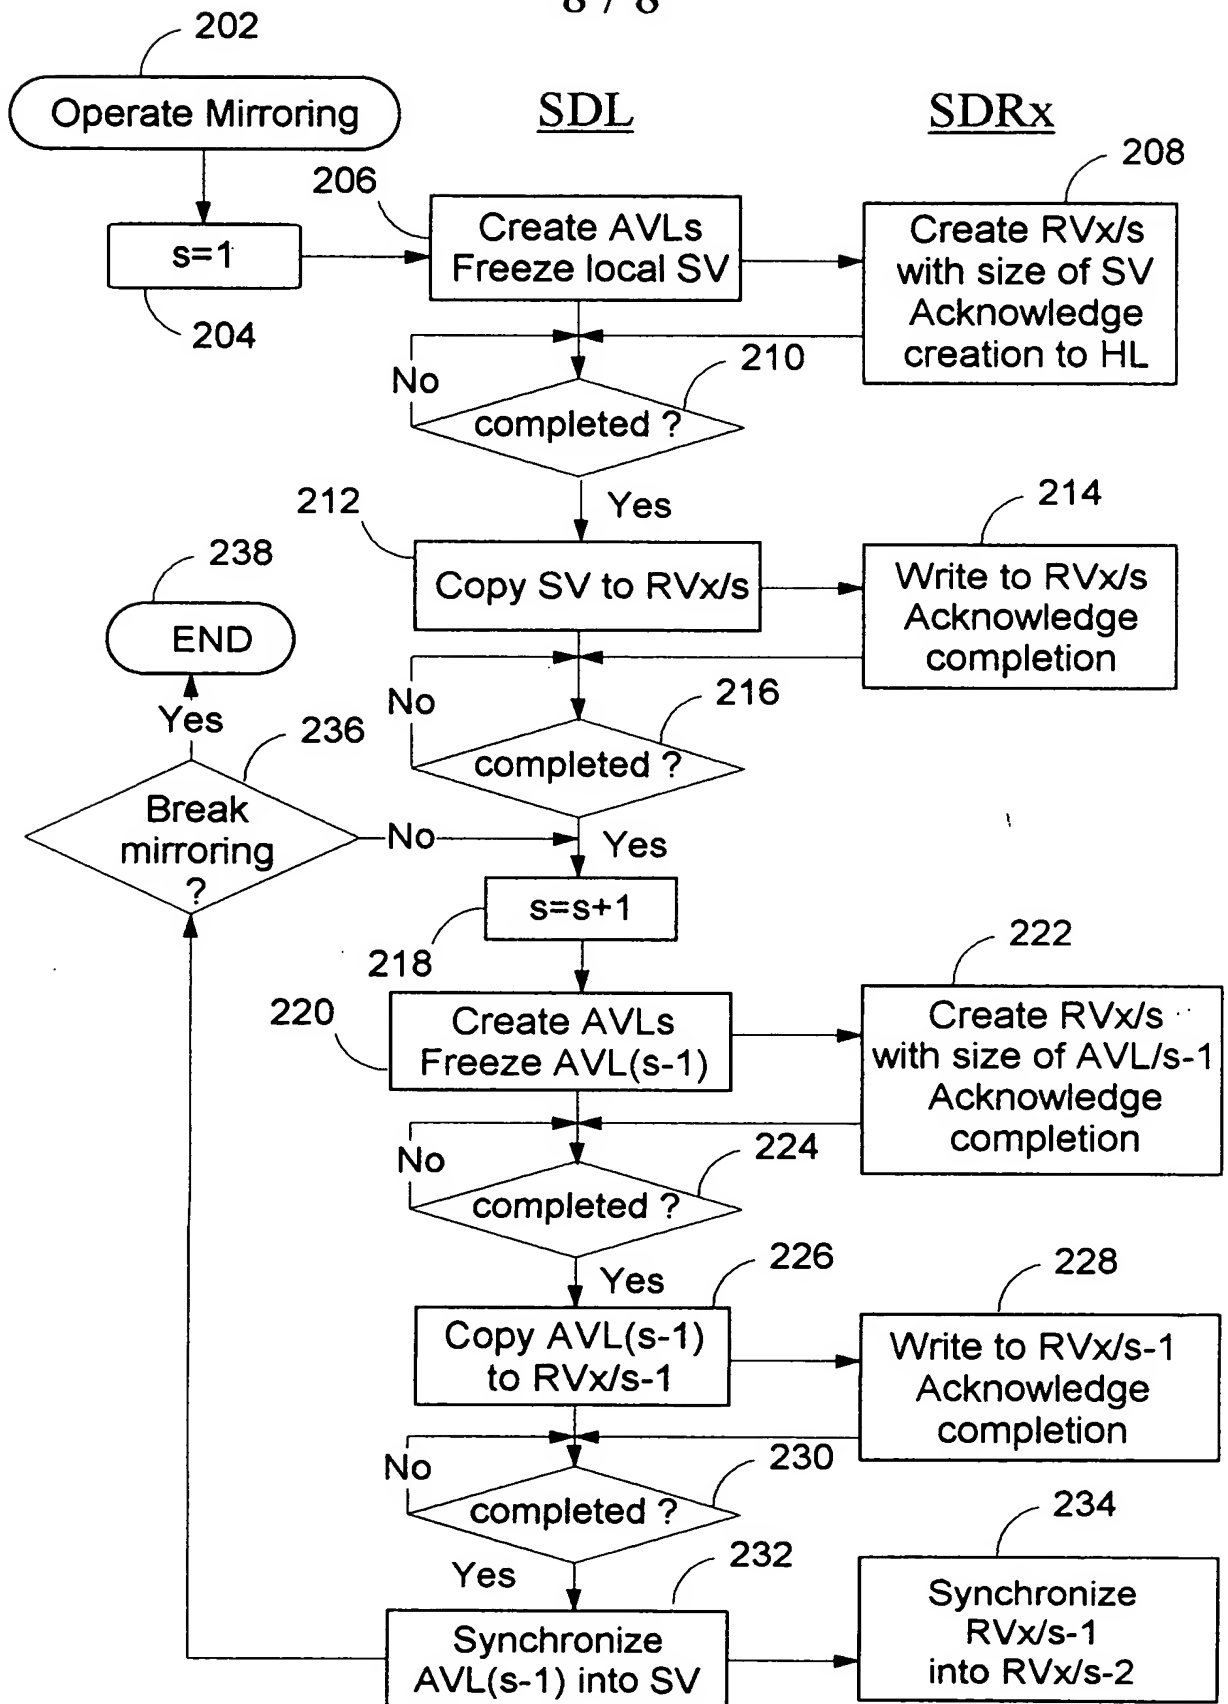 8 / 8
202
Operate Mirroring
SDL
SDRx
206
208
s=1
204
Create AVLs
Freeze local SV
Create RVx/s
with size of SV
Acknowledge
creation to HL
No
210
completed ?
Yes
212
214
Copy SV to RVx/s
Write to RVx/s
Acknowledge
completion
238
END
Yes
236
No
216
completed ?
Break
mirroring
?
No
Yes
s=s+1
218
222
220
Create AVLs
Freeze AVL(s-1)
Create RVx/s
with size of AVL/s-1
Acknowledge
completion
No
224
completed ?
Yes
226
228
Copy AVL(s-1)
to RVx/s-1
Write to RVx/s-1
Acknowledge
completion
No
230
completed ?
Yes
232
234
Synchronize
AVL(s-1) into SV
Synchronize
RVx/s-1
into RVx/s-2